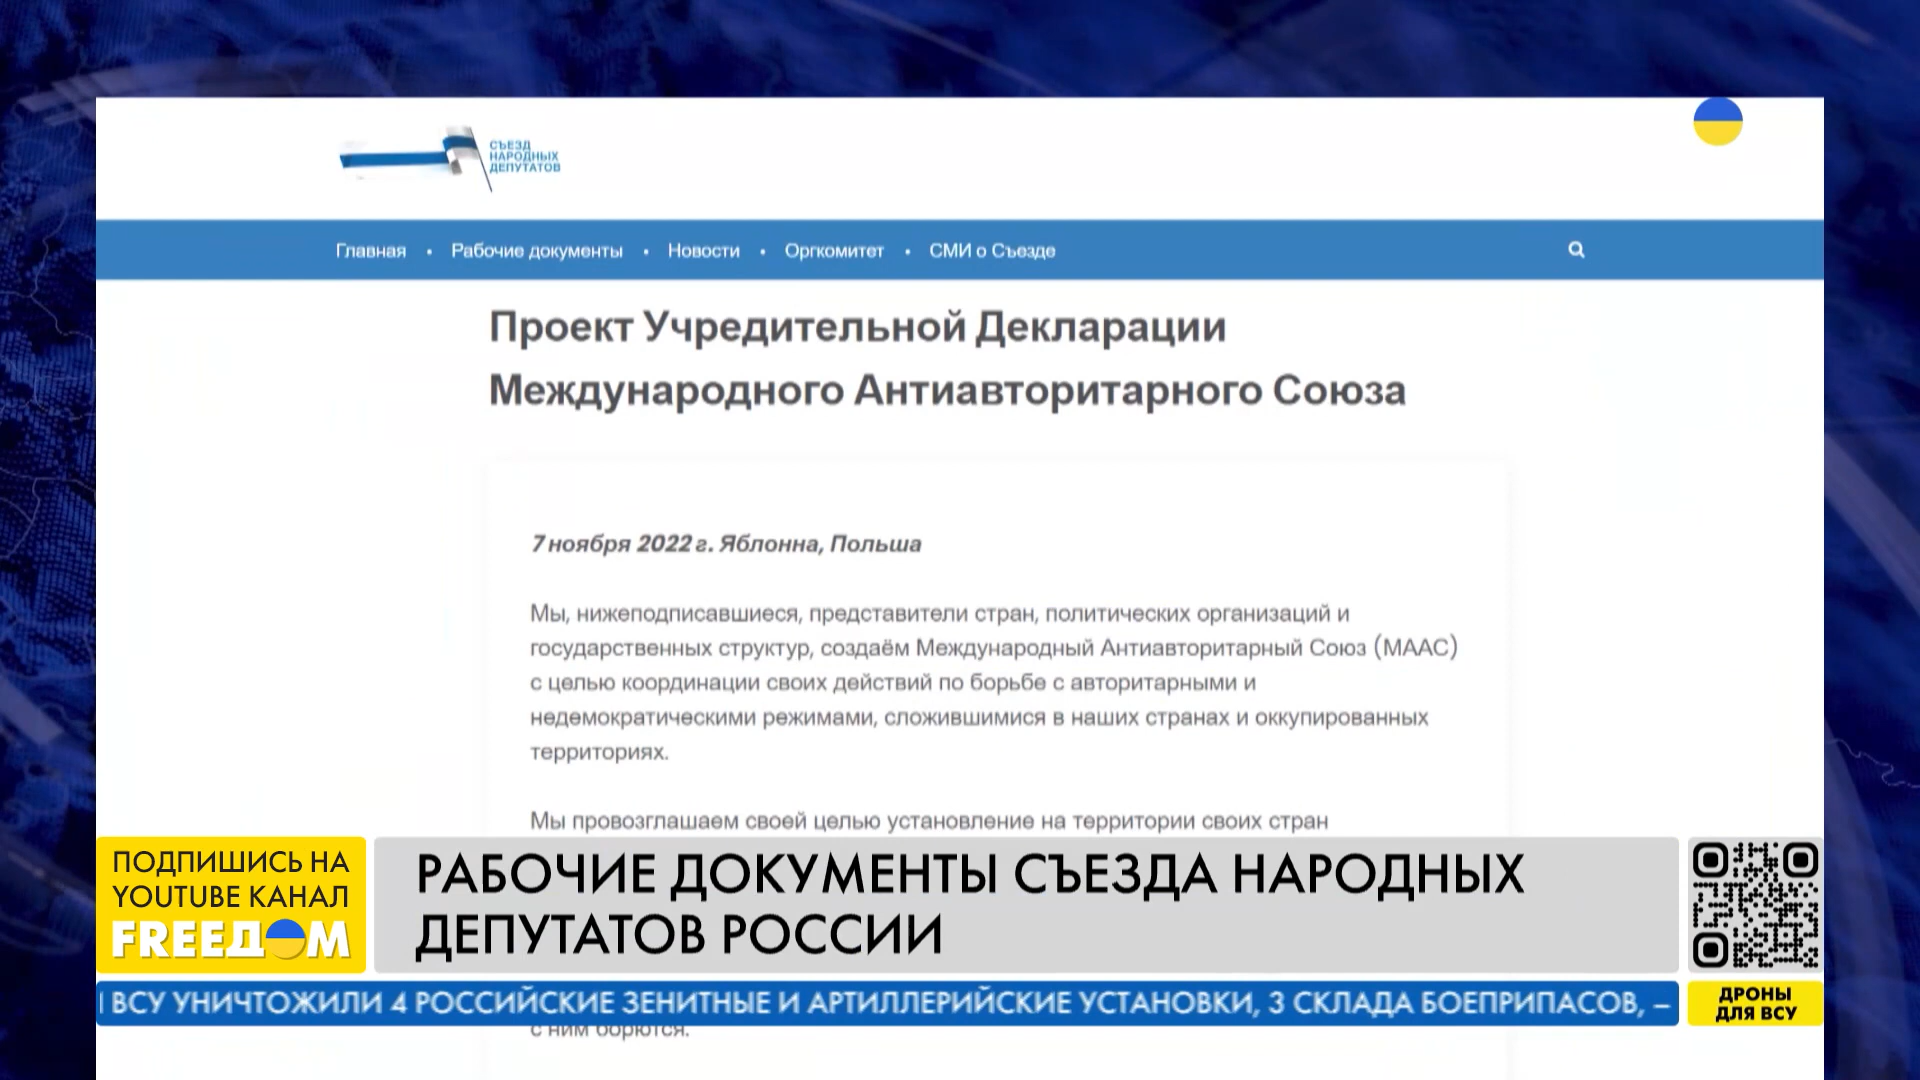 СЪЕЗД
НАРОДНЫХ
ДЕПУТАТОВ
Главная • Рабочие документы • Новости • Оргкомитет • СМИ о Съезде
Проект Учредительной Декларации
Международного Антиавторитарного Союза
7 ноября 2022 г. Яблонна, Польша
Мы, нижеподписавшиеся, представители стран, политических организаций и
государственных структур, создаём Международный Антиавторитарный Союз (МААС)
с целью координации своих действий по борьбе с авторитарными и
недемократическими режимами, сложившимися в наших странах и оккупированных
территориях.
Мы провозглашаем своей целью установление на территории своих стран
ПОДПИШИСЬ НА
YOUTUBE КАНАЛ
FREEДОМ
РАБОЧИЕ ДОКУМЕНТЫ СЪЕЗДА НАРОДНЫХ
ДЕПУТАТОВ РОССИИ
ВСУ УНИЧТОЖИЛИ 4 РОССИЙСКИЕ ЗЕНИТНЫЕ И АРТИЛЛЕРИЙСКИЕ УСТАНОВКИ, 3 СКЛАДА БОЕПРИПАСОВ, –
ДРОНЫ
ДЛЯ ВСУ
с ним борются.